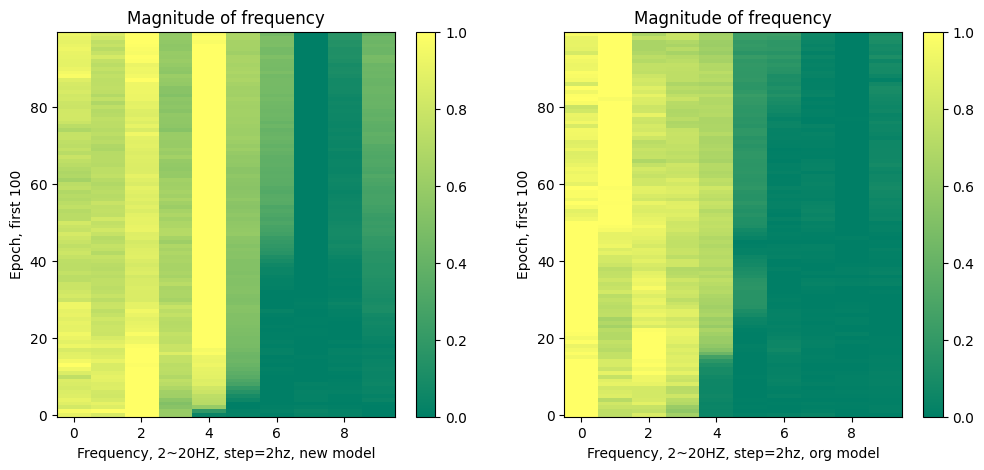 Magnitude of frequency
Magnitude of frequency
1.0
0.8
0.6
0.4
0.2
0.0
1.0
0.8
0.6
0.4
0.2
0.0
80
60
40
20
0
80
60
40
20
0
Epoch, first 100
Epoch, first 100
0 2 4 6 8
0 2 4 6 8
Frequency, 2~20HZ, step=2hz, new model
Frequency, 2~20HZ, step=2hz, org model